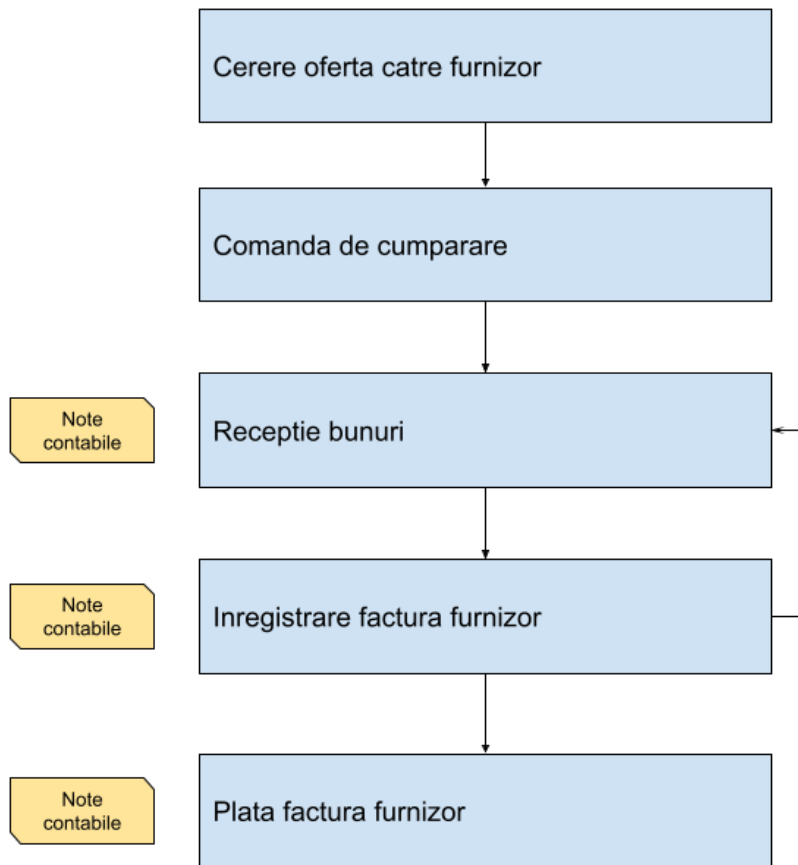 Cerere oferta catre furnizor
Comanda de cumparare
Note
contabile
Receptie bunuri
Note
contabile
Inregistrare factura furnizor
Note
contabile
Plata factura furnizor